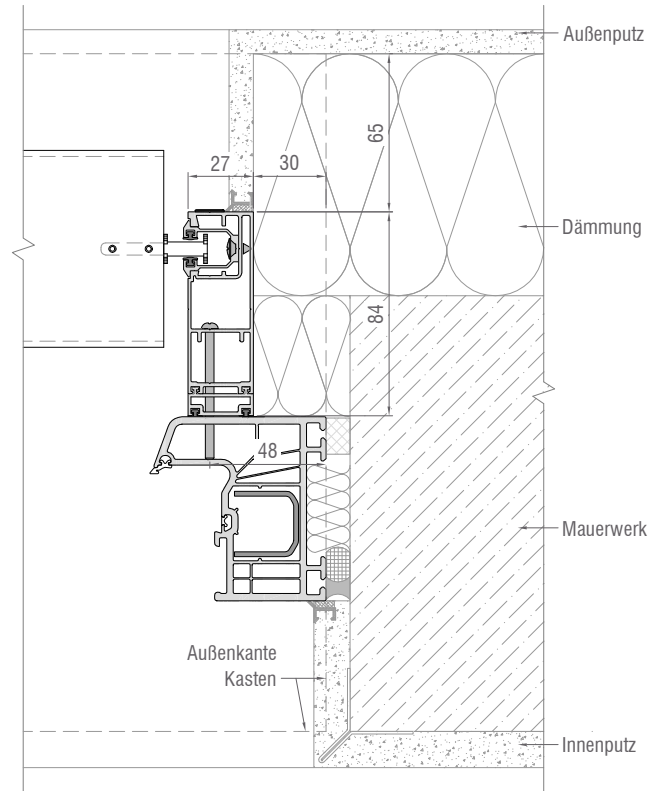 Außenputz
65
27
30
Dämmung
84
48
Mauerwerk
Außenkante
Kasten
Innenputz